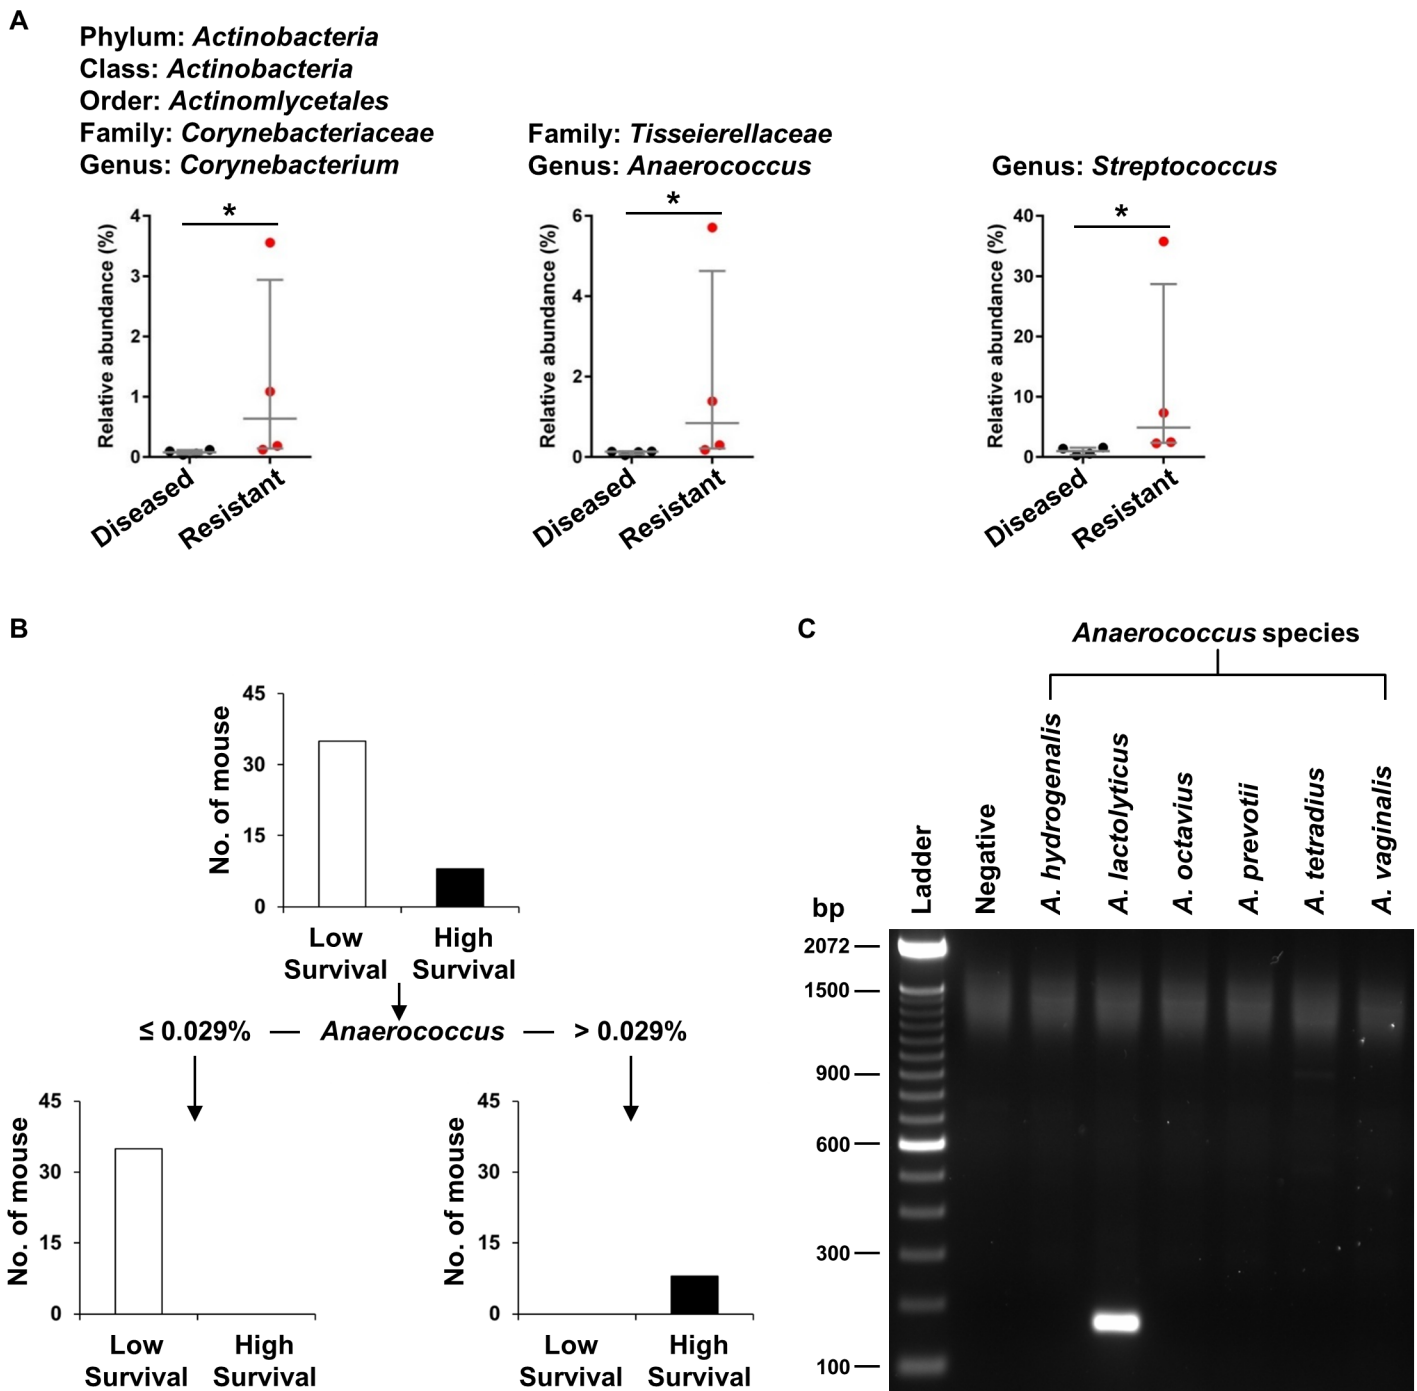 A
Phylum: Actinobacteria
Class: Actinobacteria
Order: Actinomlycetales
Family: Corynebacteriaceae
Genus: Corynebacterium
*
Relative abundance (%)
4
3
2
1
0
Diseased
Resistant
Family: Tisseierellaceae
Genus: Anaerococcus
*
Relative abundance (%)
6
4
2
0
Diseased
Resistant
Genus: Streptococcus
*
Relative abundance (%)
40
30
20
10
0
Diseased
Resistant
B
No. of mouse
45
30
15
0
Low Survival
High Survival
≤ 0.029% — Anaerococcus — > 0.029%
No. of mouse
45
30
15
0
Low Survival
High Survival
No. of mouse
45
30
15
0
Low Survival
High Survival
C
Anaerococcus species
bp
Ladder
Negative
A. hydrogenalis
A. lactolyticus
A. octavius
A. prevotii
A. tetradius
A. vaginalis
2072
1500
900
600
300
100